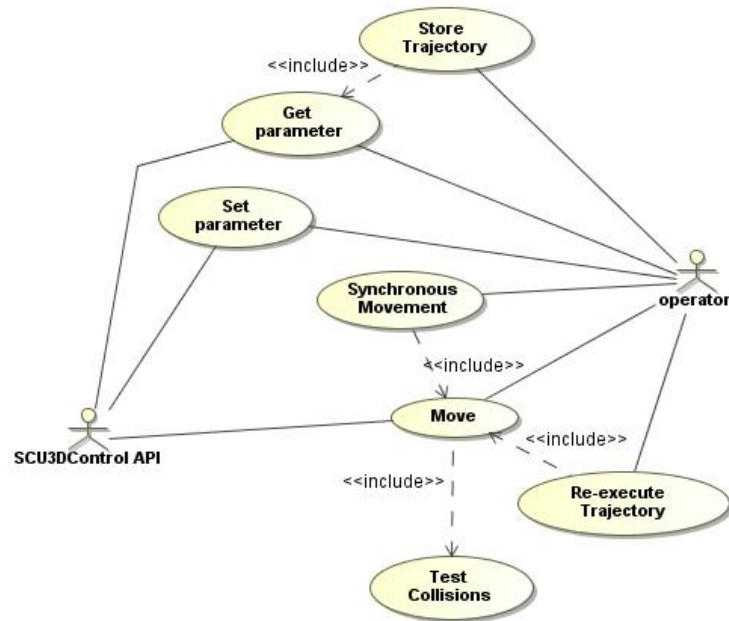 Store
Trajectory
<<include>>
Get
parameter
Set
parameter
Synchronous
Movement
operator
<<include>>
Move
<<include>>
SCU3DControl API
<<include>>
Re-execute
Trajectory
Test
Collisions